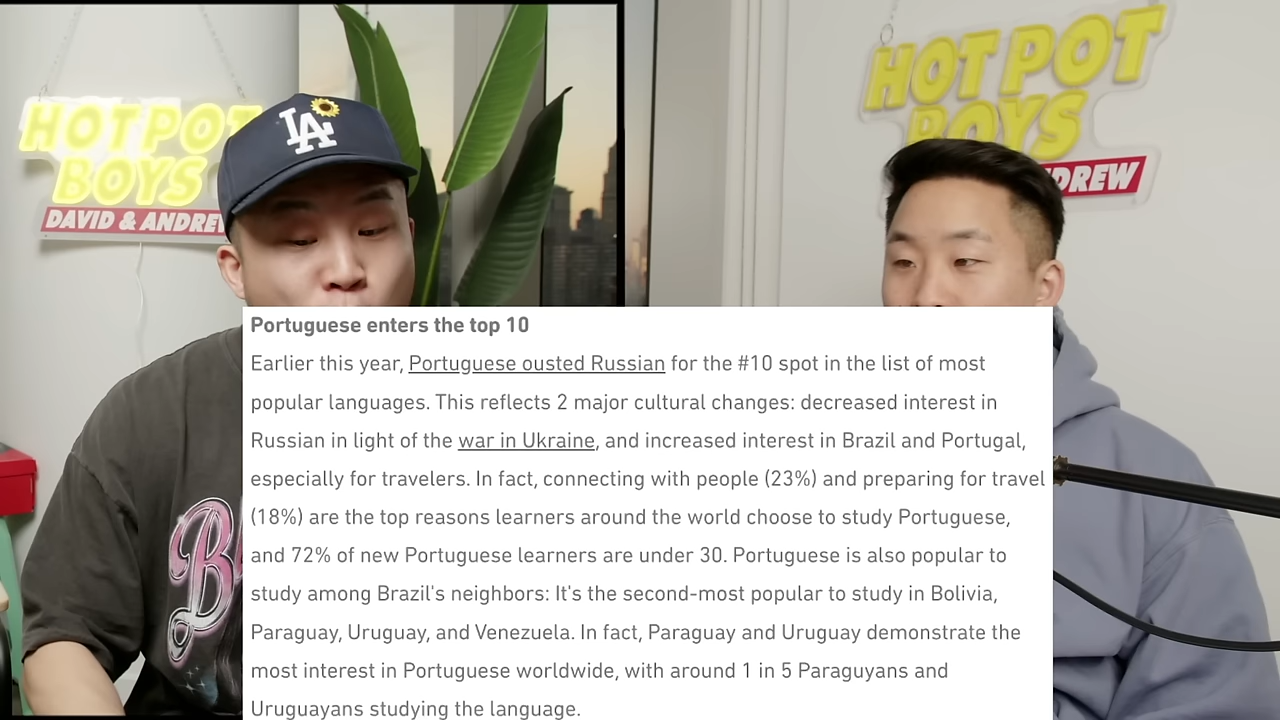 HOT POT
BOYS
DAVID & ANDREW
LA
HOT POT
BOYS
DREW
Portuguese enters the top 10
Earlier this year, Portuguese ousted Russian for the #10 spot in the list of most
popular languages. This reflects 2 major cultural changes: decreased interest in
Russian in light of the war in Ukraine, and increased interest in Brazil and Portugal,
especially for travelers. In fact, connecting with people (23%) and preparing for travel
(18%) are the top reasons learners around the world choose to study Portuguese,
and 72% of new Portuguese learners are under 30. Portuguese is also popular to
study among Brazil's neighbors: It's the second-most popular to study in Bolivia,
Paraguay, Uruguay, and Venezuela. In fact, Paraguay and Uruguay demonstrate the
most interest in Portuguese worldwide, with around 1 in 5 Paraguyans and
Uruguayans studying the language.